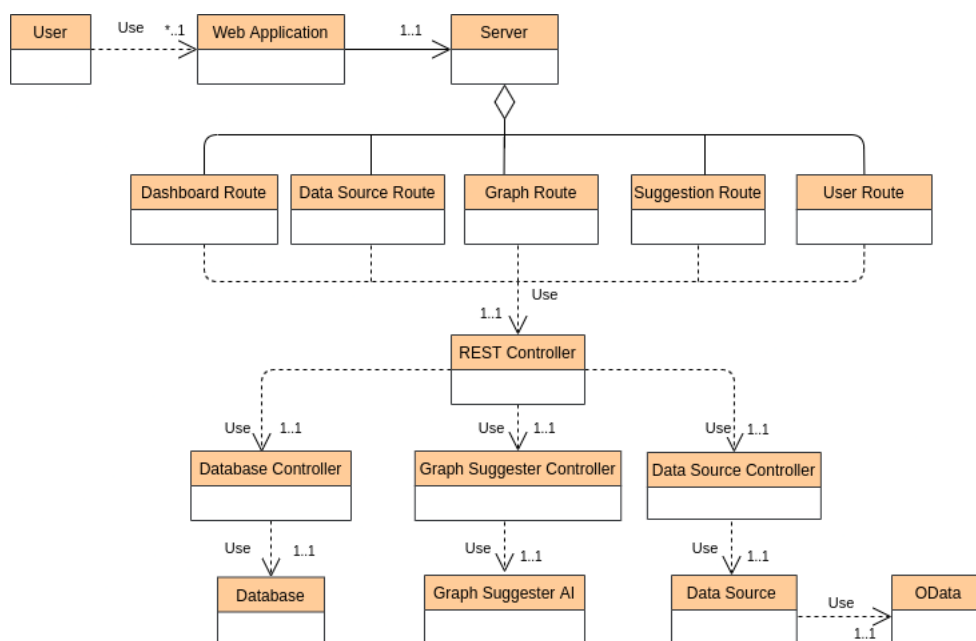 User
Use
*..1
Web Application
1..1
Server
Dashboard Route
Data Source Route
Graph Route
Suggestion Route
User Route
Use
1..1
REST Controller
Use
1..1
Use
1..1
Use
1..1
Database Controller
Graph Suggester Controller
Data Source Controller
Use
1..1
Use
1..1
Use
1..1
Database
Graph Suggester AI
Data Source
Use
1..1
OData